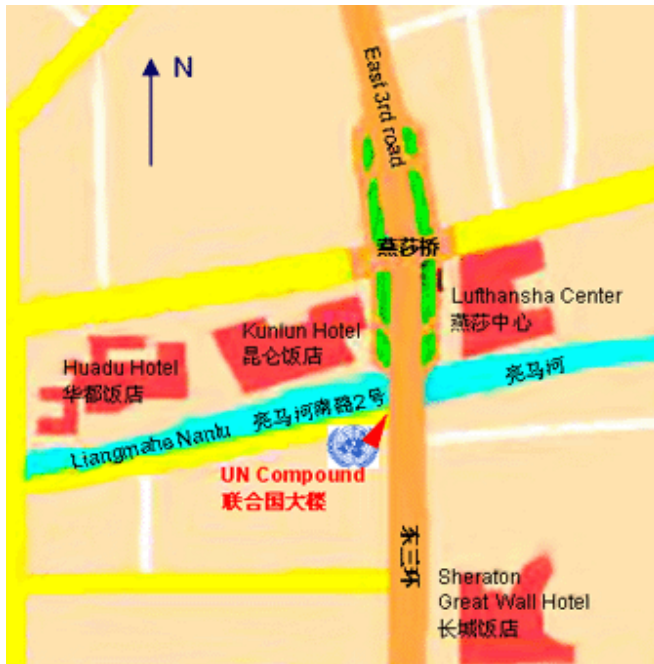 N
East 3rd road
燕莎桥
Lufthansha Center
燕莎中心
Kunlun Hotel
昆仑饭店
Huadu Hotel
华都饭店
亮马河
Liangmahe Nanlu 亮马河南路2号
UN Compound
联合国大楼
东三环
Sheraton
Great Wall Hotel
长城饭店